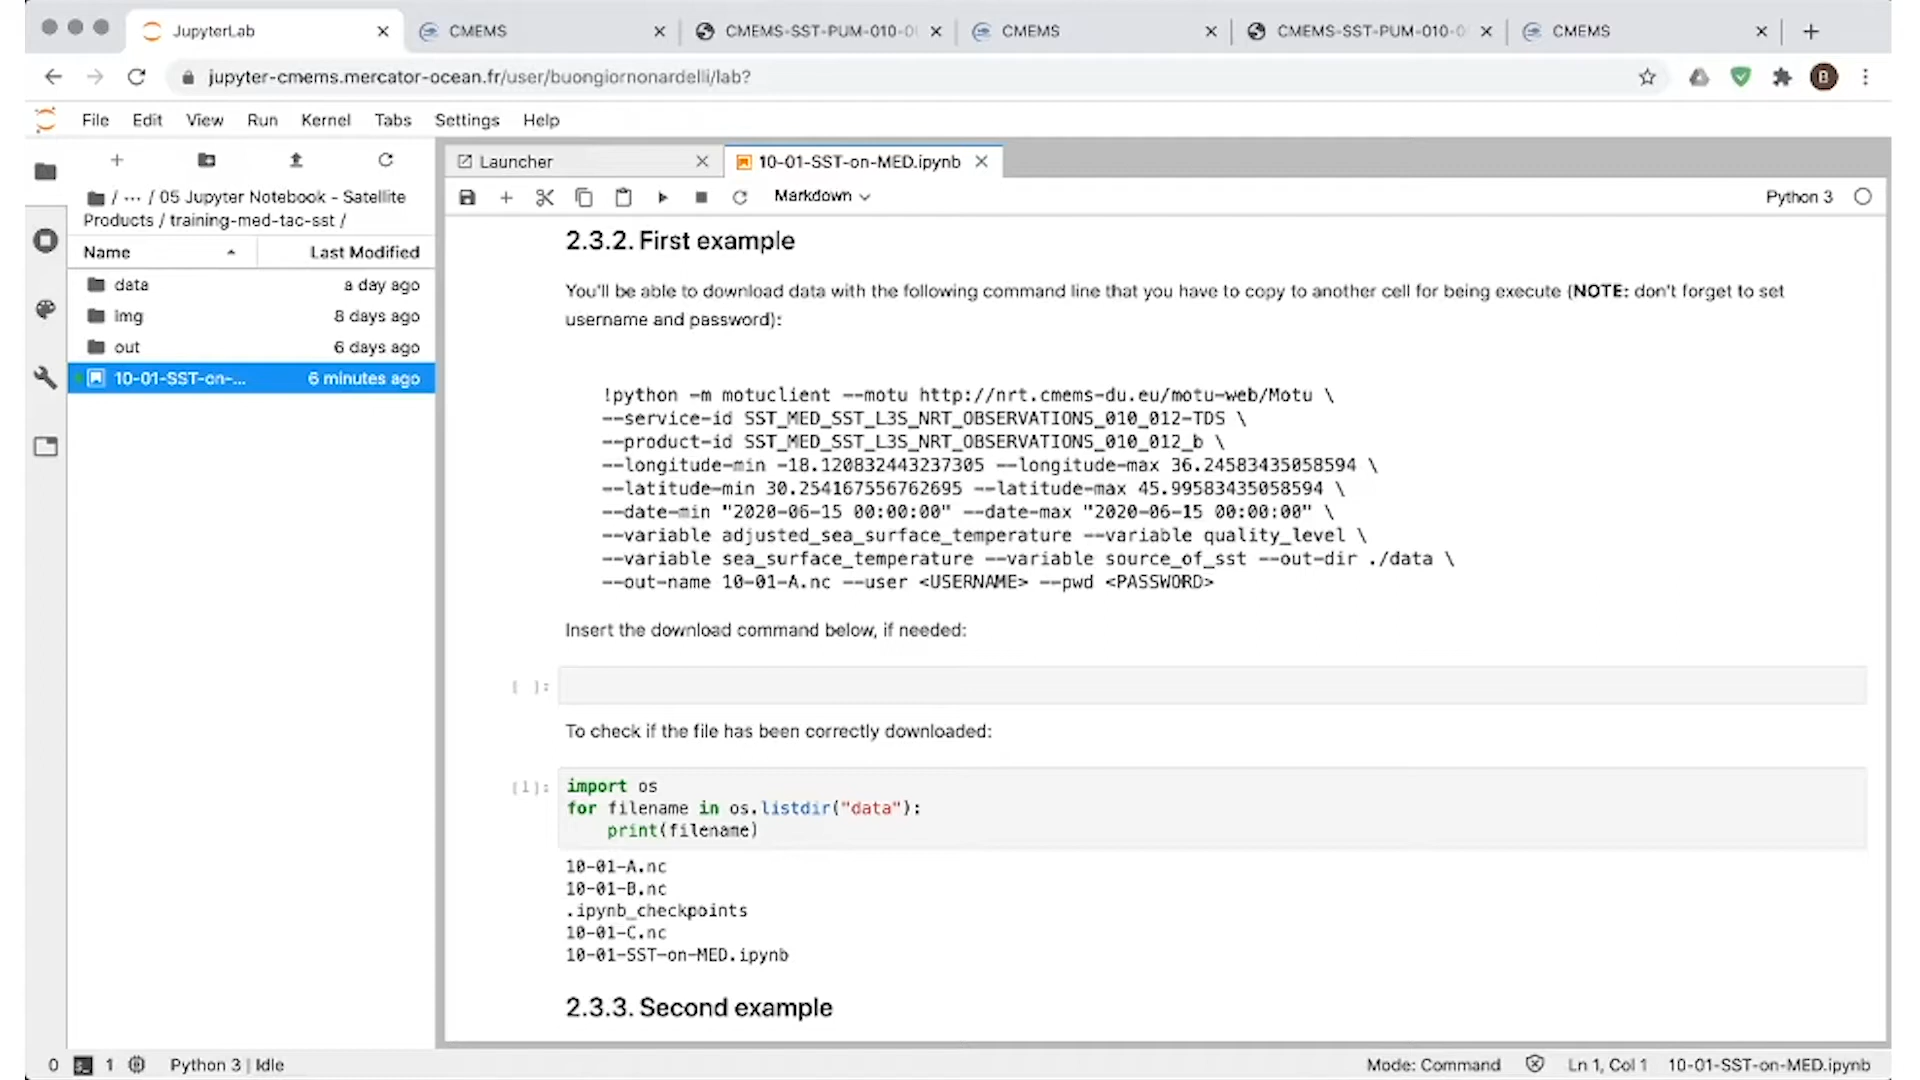 JupyterLab
CMEMS
CMEMS-SST-PUM-010-0
CMEMS
CMEMS-SST-PUM-010-0
CMEMS
jupyter-cmems.mercator-ocean.fr/user/buongiornonardelli/lab?
B
File Edit View Run Kernel Tabs Settings Help
Launcher
10-01-SST-on-MED.ipynb
/ ··· / 05 Jupyter Notebook - Satellite
Products / training-med-tac-sst /
Name Last Modified
data a day ago
img 8 days ago
out 6 days ago
10-01-SST-on-... 6 minutes ago
Markdown
Python 3
2.3.2. First example
You'll be able to download data with the following command line that you have to copy to another cell for being execute (NOTE: don't forget to set
username and password):
!python -m motuclient --motu http://nrt.cmems-du.eu/motu-web/Motu \
--service-id SST_MED_SST_L3S_NRT_OBSERVATIONS_010_012-TDS \
--product-id SST_MED_SST_L3S_NRT_OBSERVATIONS_010_012_b \
--longitude-min -18.120832443237305 --longitude-max 36.24583435058594 \
--latitude-min 30.254167556762695 --latitude-max 45.99583435058594 \
--date-min "2020-06-15 00:00:00" --date-max "2020-06-15 00:00:00" \
--variable adjusted_sea_surface_temperature --variable quality_level \
--variable sea_surface_temperature --variable source_of_sst --out-dir ./data \
--out-name 10-01-A.nc --user <USERNAME> --pwd <PASSWORD>
Insert the download command below, if needed:
[ ]:
To check if the file has been correctly downloaded:
[1]:
import os
for filename in os.listdir("data"):
print(filename)
10-01-A.nc
10-01-B.nc
.ipynb_checkpoints
10-01-C.nc
10-01-SST-on-MED.ipynb
2.3.3. Second example
0 1 Python 3 | Idle
Mode: Command Ln 1, Col 1 10-01-SST-on-MED.ipynb